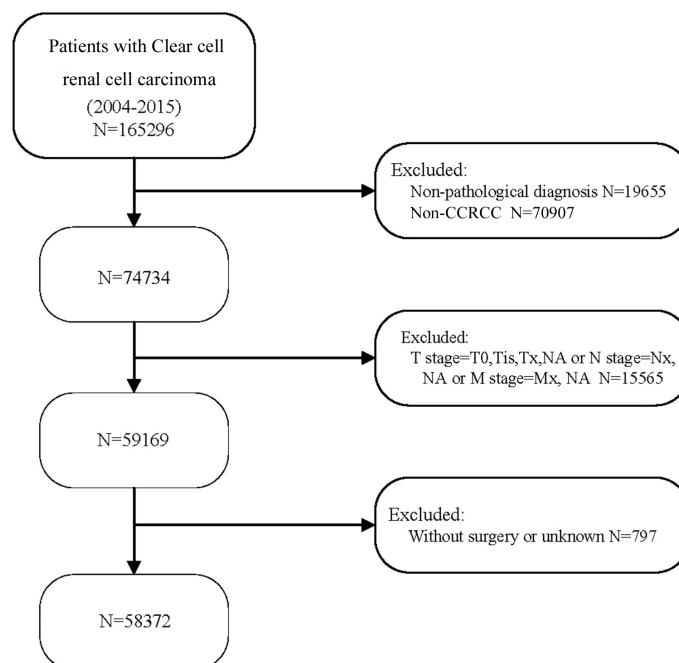 Patients with Clear cell
renal cell carcinoma
(2004-2015)
N=165296
Excluded:
Non-pathological diagnosis N=19655
Non-CCRCC N=70907
N=74734
Excluded:
T stage=T0,Tis,Tx,NA or N stage=Nx,
NA or M stage=Mx, NA N=15565
N=59169
Excluded:
Without surgery or unknown N=797
N=58372